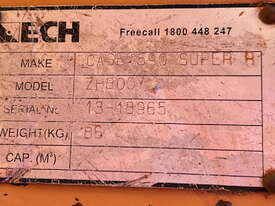 ECH
Freecall 1800 448 247
MAKE CASE 590 SUPER R
MODEL
SERIAL No. 13-18965
WEIGHT(KG) 86
CAP. (M³)